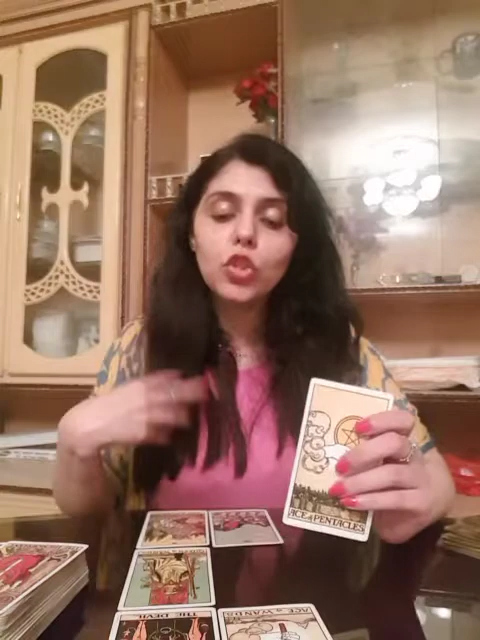 ACE of PENTACLES
THE DEVIL
ACE of WANDS